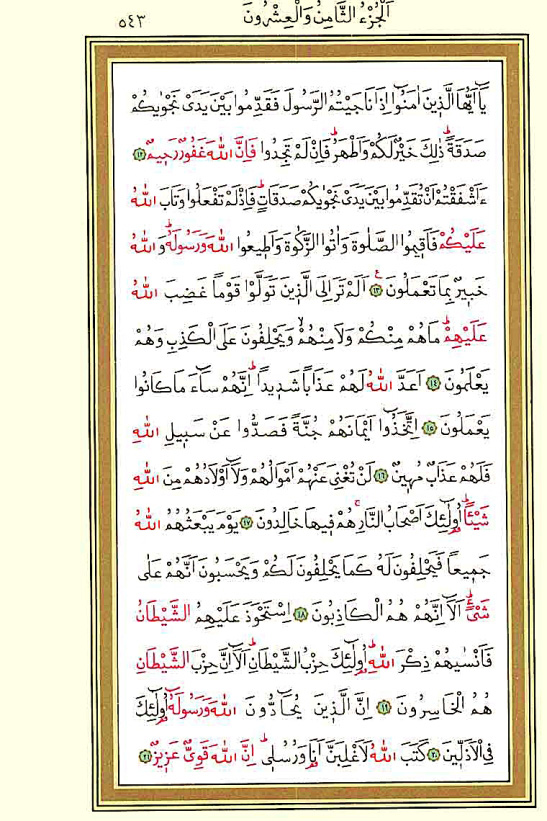 اَلْجُزْءُ الثَّامِنُ وَالْعِشْرُونَ
٥٤٣
يَٓا اَيُّهَا الَّذ۪ينَ اٰمَنُٓوا اِذَا نَاجَيْتُمُ الرَّسُولَ فَقَدِّمُوا بَيْنَ يَدَيْ نَجْوٰيكُمْ
صَدَقَةًۜ ذٰلِكَ خَيْرٌ لَكُمْ وَاَطْهَرُۜ فَاِنْ لَمْ تَجِدُوا فَاِنَّ اللّٰهَ غَفُورٌ رَح۪يمٌ ﴿١٢﴾
ءَاَشْفَقْتُمْ اَنْ تُقَدِّمُوا بَيْنَ يَدَيْ نَجْوٰيكُمْ صَدَقَاتٍۜ فَاِذْ لَمْ تَفْعَلُوا وَتَابَ اللّٰهُ
عَلَيْكُمْ فَاَق۪يمُوا الصَّلٰوةَ وَاٰتُوا الزَّكٰوةَ وَاَط۪يعُوا اللّٰهَ وَرَسُولَهُۜ وَاللّٰهُ
خَب۪يرٌ بِمَا تَعْمَلُونَ۟ ﴿١٣﴾ اَلَمْ تَرَ اِلَى الَّذ۪ينَ تَوَلَّوْا قَوْمًا غَضِبَ اللّٰهُ
عَلَيْهِمْۜ مَا هُمْ مِنْكُمْ وَلَا مِنْهُمْۙ وَيَحْلِفُونَ عَلَى الْكَذِبِ وَهُمْ
يَعْلَمُونَ ﴿١٤﴾ اَعَدَّ اللّٰهُ لَهُمْ عَذَابًا شَد۪يدًاۜ اِنَّهُمْ سَٓاءَ مَا كَانُوا
يَعْمَلُونَ ﴿١٥﴾ اِتَّخَذُٓوا اَيْمَانَهُمْ جُنَّةً فَصَدُّوا عَنْ سَب۪يلِ اللّٰهِ
فَلَهُمْ عَذَابٌ مُه۪ينٌ ﴿١٦﴾ لَنْ تُغْنِيَ عَنْهُمْ اَمْوَالُهُمْ وَلَٓا اَوْلَادُهُمْ مِنَ اللّٰهِ
شَيْـًٔاۜ اُو۬لٰٓئِكَ اَصْحَابُ النَّارِۜ هُمْ ف۪يهَا خَالِدُونَ ﴿١٧﴾ يَوْمَ يَبْعَثُهُمُ اللّٰهُ
جَم۪يعًا فَيَحْلِفُونَ لَهُ كَمَا يَحْلِفُونَ لَكُمْ وَيَحْسَبُونَ اَنَّهُمْ عَلٰى
شَيْءٍۜ اَلَٓا اِنَّهُمْ هُمُ الْكَاذِبُونَ ﴿١٨﴾ اِسْتَحْوَذَ عَلَيْهِمُ الشَّيْطَانُ
فَاَنْسٰيهُمْ ذِكْرَ اللّٰهِۜ اُو۬لٰٓئِكَ حِزْبُ الشَّيْطَانِۜ اَلَٓا اِنَّ حِزْبَ الشَّيْطَانِ
هُمُ الْخَاسِرُونَ ﴿١٩﴾ اِنَّ الَّذ۪ينَ يُحَٓادُّونَ اللّٰهَ وَرَسُولَهُٓ اُو۬لٰٓئِكَ
فِي الْاَذَلّ۪ينَ ﴿٢٠﴾ كَتَبَ اللّٰهُ لَاَغْلِبَنَّ اَنَا۬ وَرُسُل۪يۜ اِنَّ اللّٰهَ قَوِيٌّ عَز۪يزٌ ﴿٢١﴾